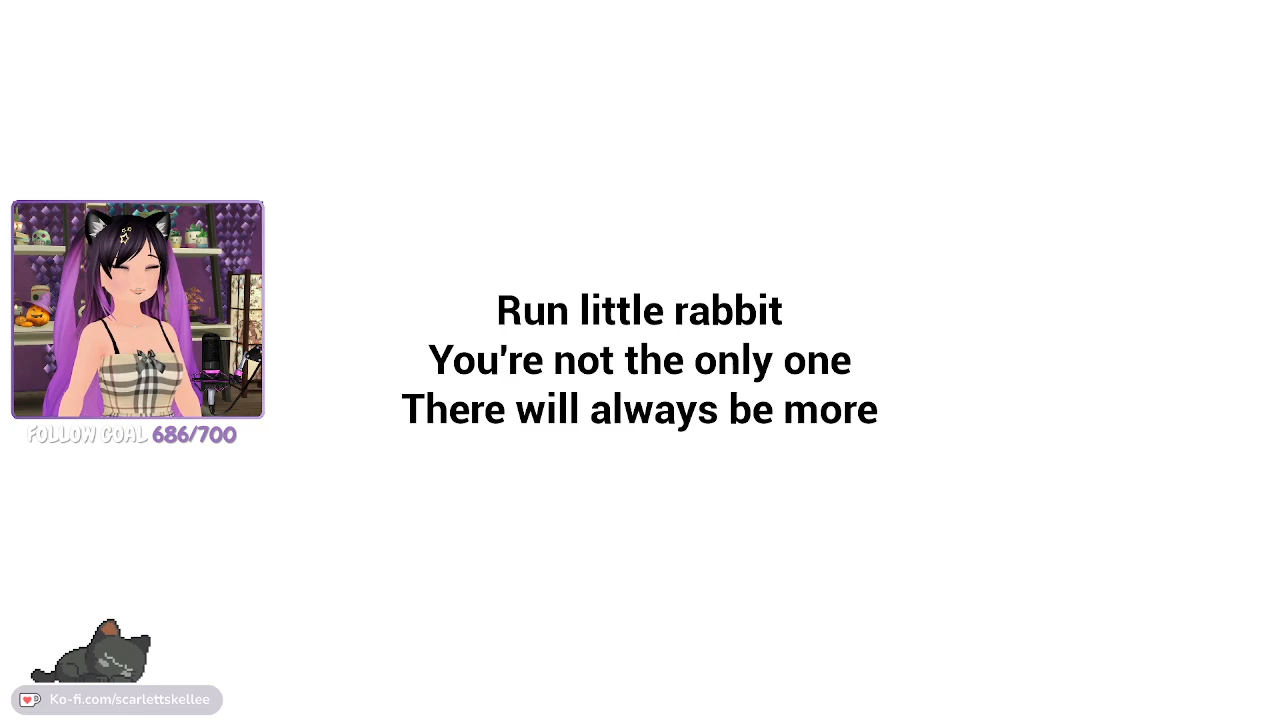 Run little rabbit
You're not the only one
There will always be more
FOLLOW GOAL 686/700
Ko-fi.com/scarlettskellee